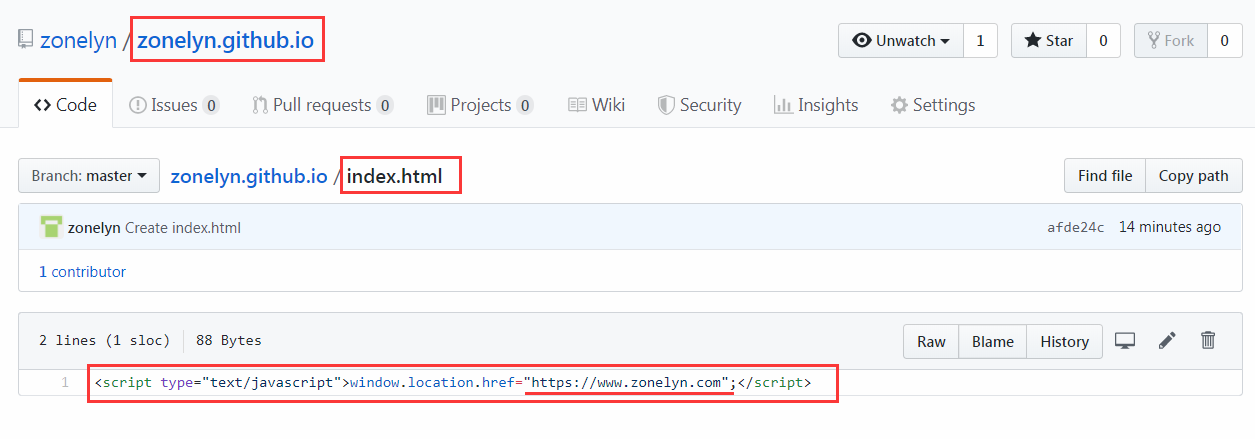 zonelyn / zonelyn.github.io Unwatch 1 Star 0 Fork 0
Code Issues 0 Pull requests 0 Projects 0 Wiki Security Insights Settings
Branch: master zonelyn.github.io / index.html Find file Copy path
zonelyn Create index.html afde24c 14 minutes ago
1 contributor
2 lines (1 sloc) 88 Bytes Raw Blame History
1 <script type="text/javascript">window.location.href="https://www.zonelyn.com";</script>